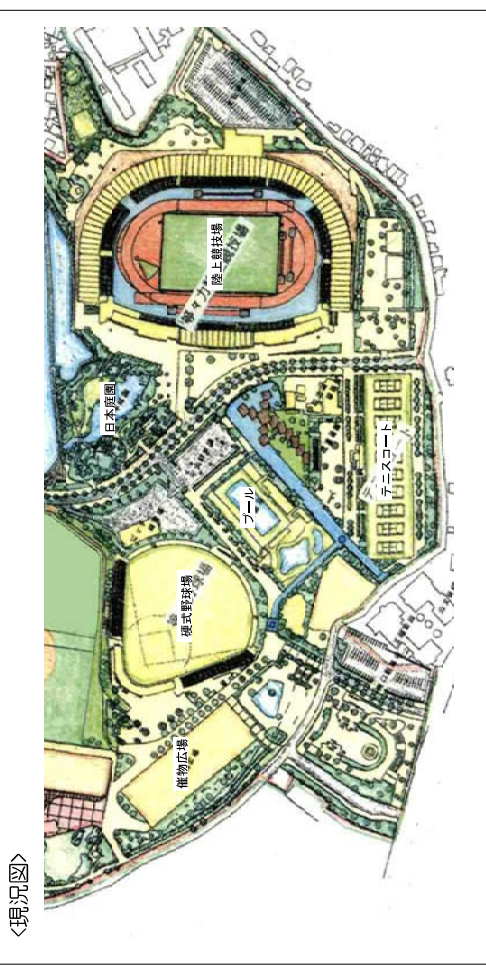 <現況図>
陸上競技場
日本庭園
プール
テニスコート
硬式野球場
催物広場